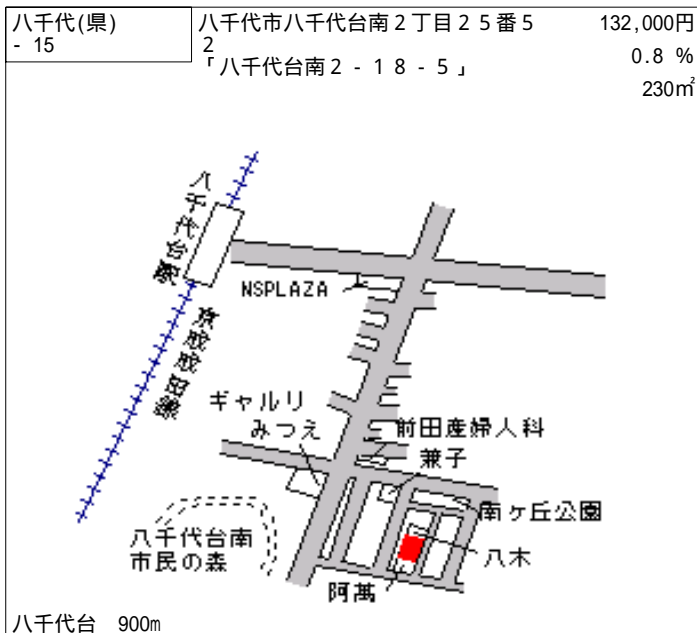 八千代(県)
- 15
八千代市八千代台南２丁目２５番５
２
「八千代台南２‐１８‐５」
132,000円
0.8 %
230㎡
八千代台駅
京成成田線
NSPLAZA
ギャルリ
みつえ
前田産婦人科
兼子
南ヶ丘公園
八千代台南
市民の森
八木
阿萬
八千代台　900m